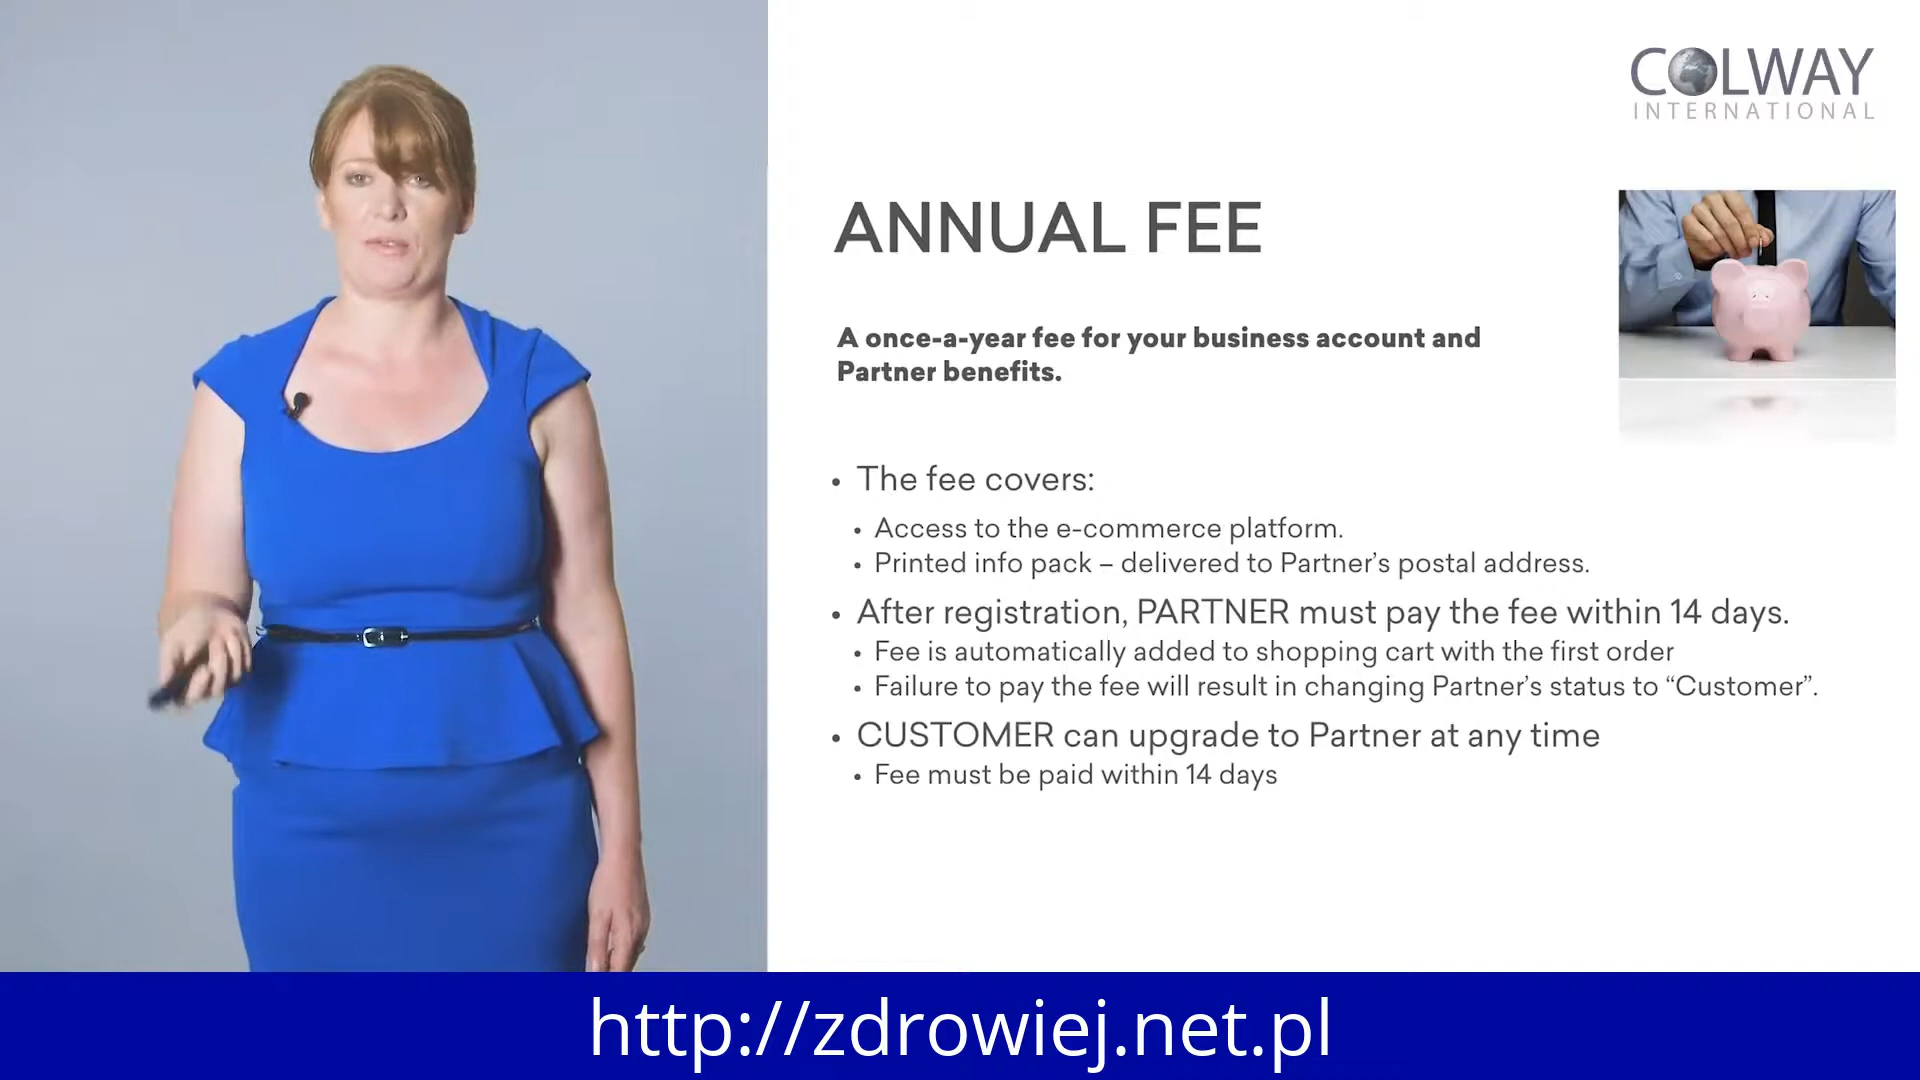 COLWAY
INTERNATIONAL
ANNUAL FEE
A once-a-year fee for your business account and
Partner benefits.
• The fee covers:
• Access to the e-commerce platform.
• Printed info pack – delivered to Partner’s postal address.
• After registration, PARTNER must pay the fee within 14 days.
• Fee is automatically added to shopping cart with the first order
• Failure to pay the fee will result in changing Partner’s status to “Customer”.
• CUSTOMER can upgrade to Partner at any time
• Fee must be paid within 14 days
http://zdrowiej.net.pl